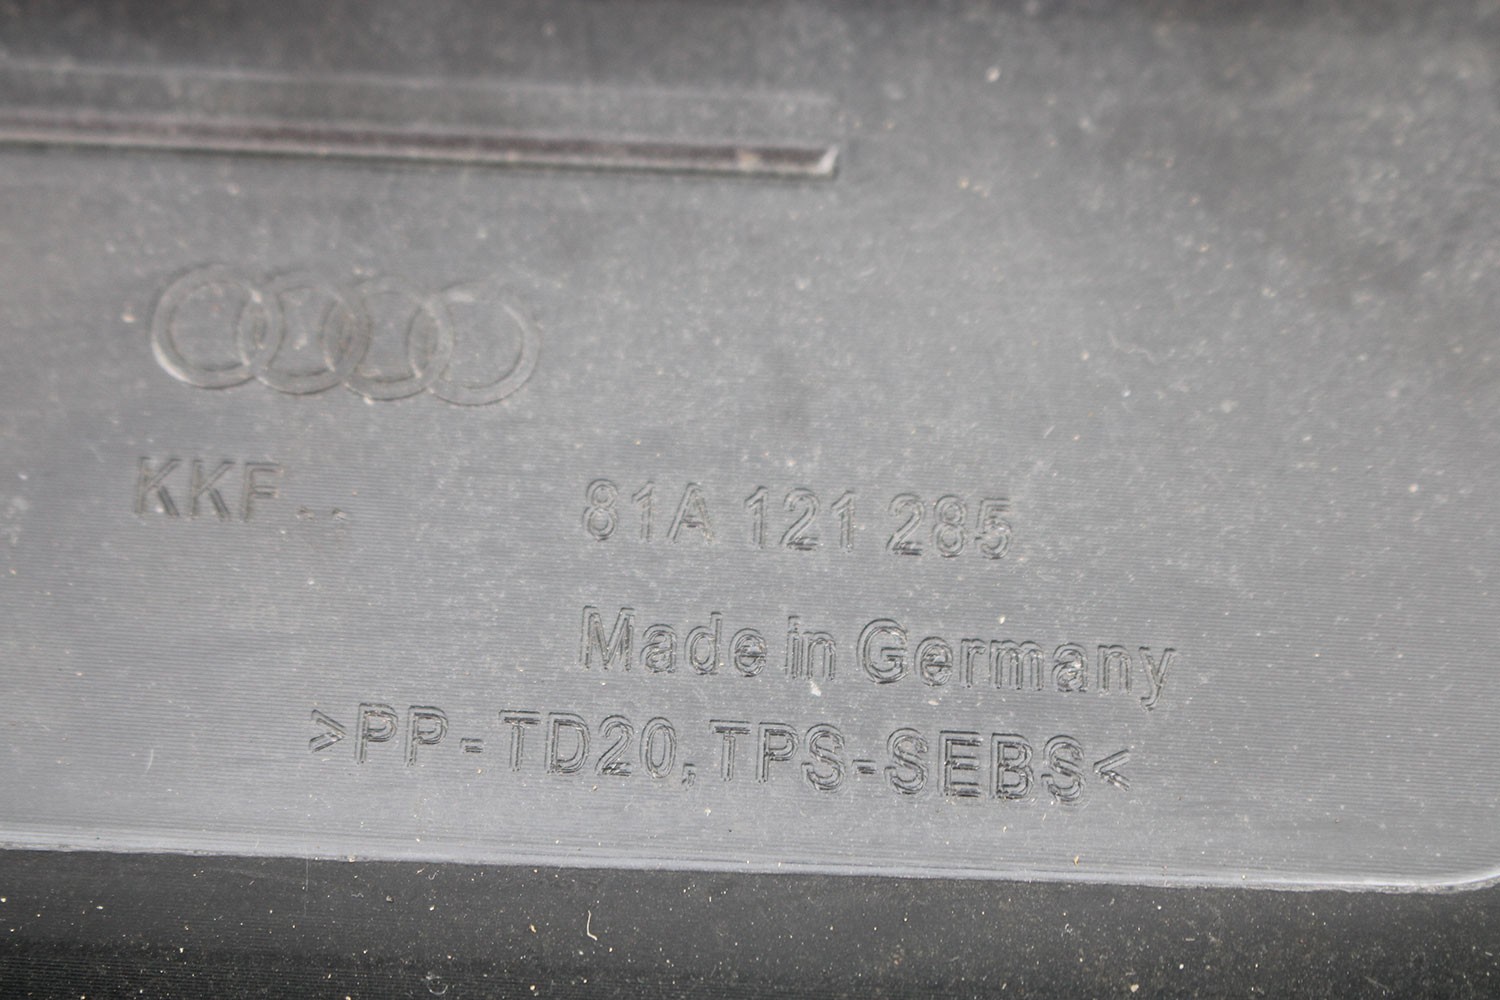 KKF.. 81A 121 285
Made in Germany
>PP-TD20,TPS-SEBS<